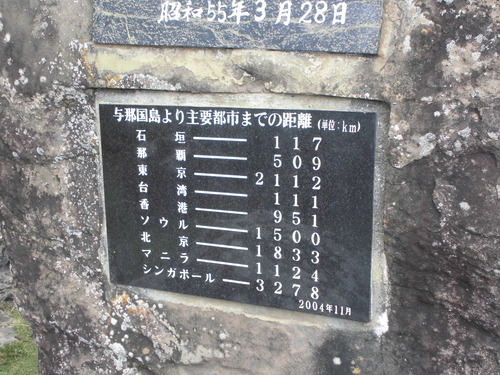 昭和55年3月28日
与那国島より主要都市までの距離(単位:km)
石垣――117
那覇――509
東京――2112
台湾――111
香港――951
ソウル――1500
北京――1833
マニラ――1124
シンガポール――3278
2004年11月